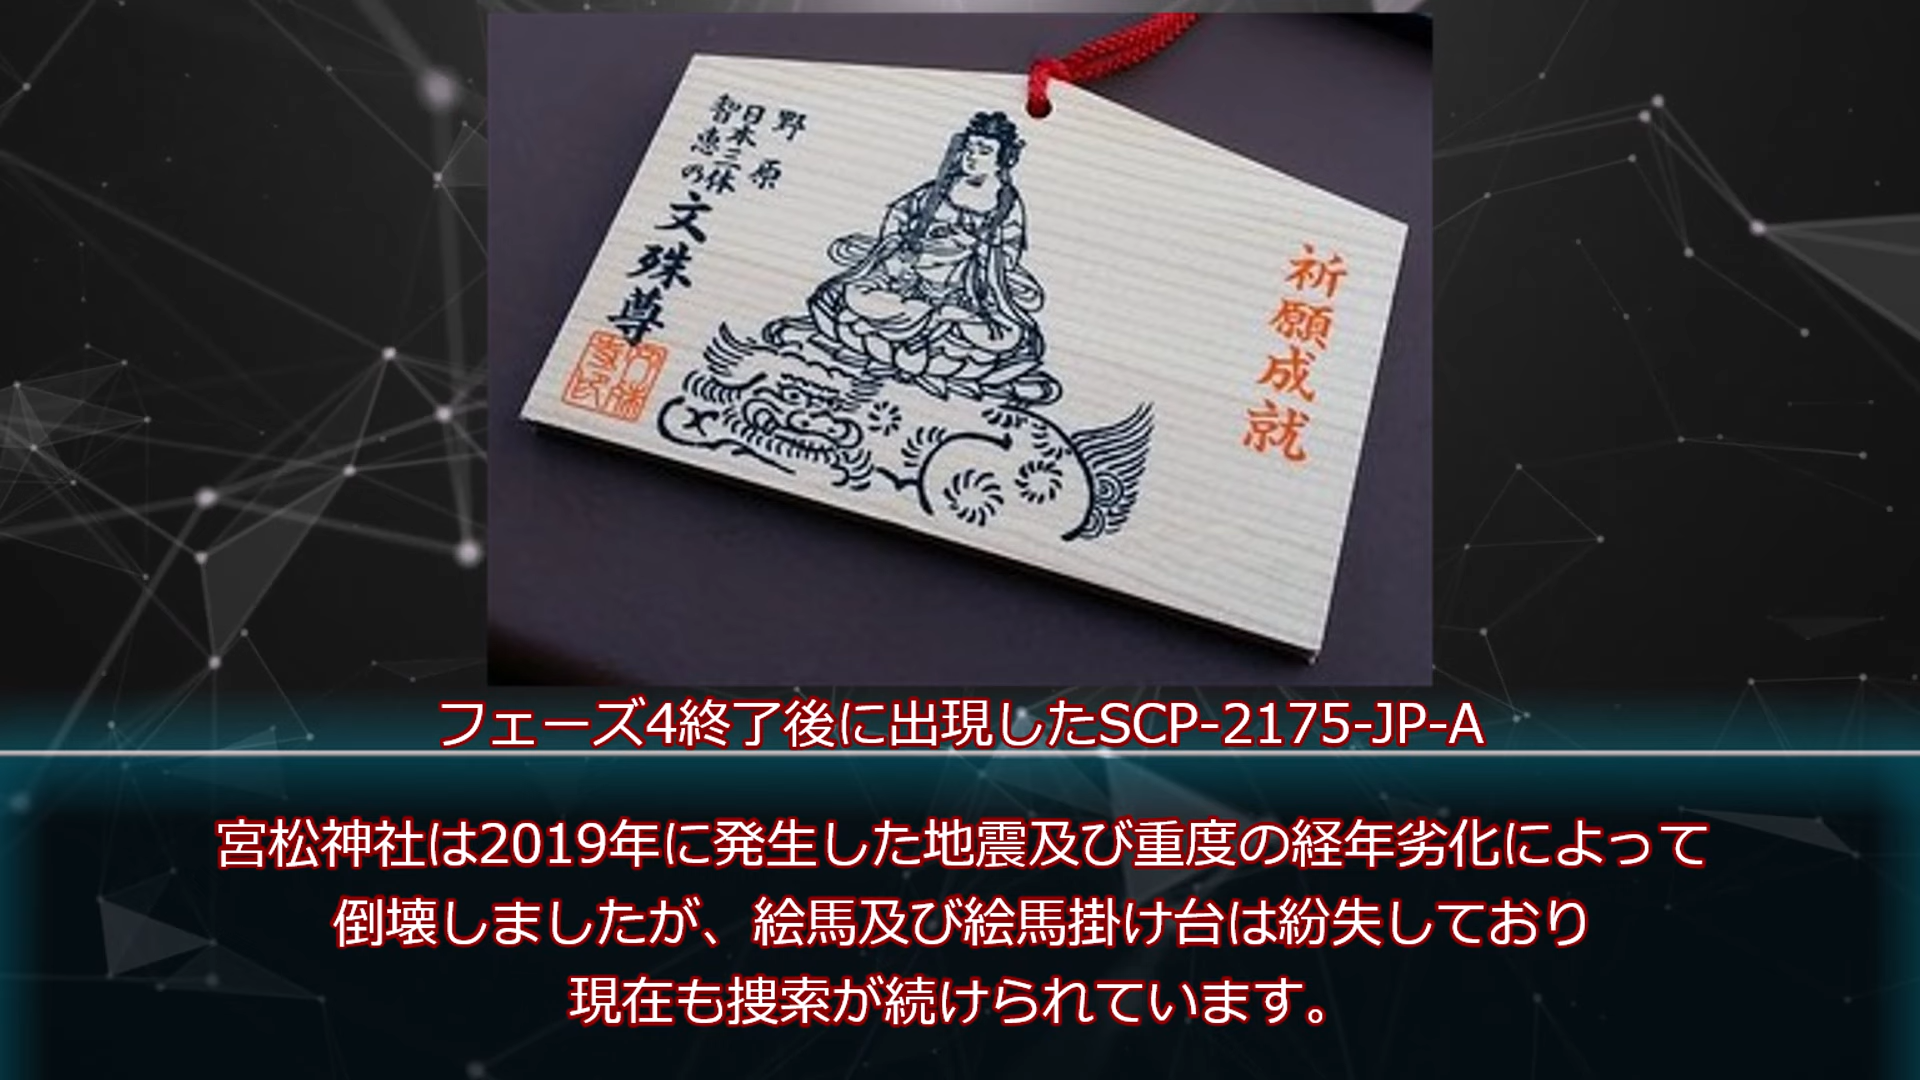 野原
日本三体
智恵の文殊尊
祈願成就
フェーズ4終了後に出現したSCP-2175-JP-A
宮松神社は2019年に発生した地震及び重度の経年劣化によって
倒壊しましたが、絵馬及び絵馬掛け台は紛失しており
現在も捜索が続けられています。